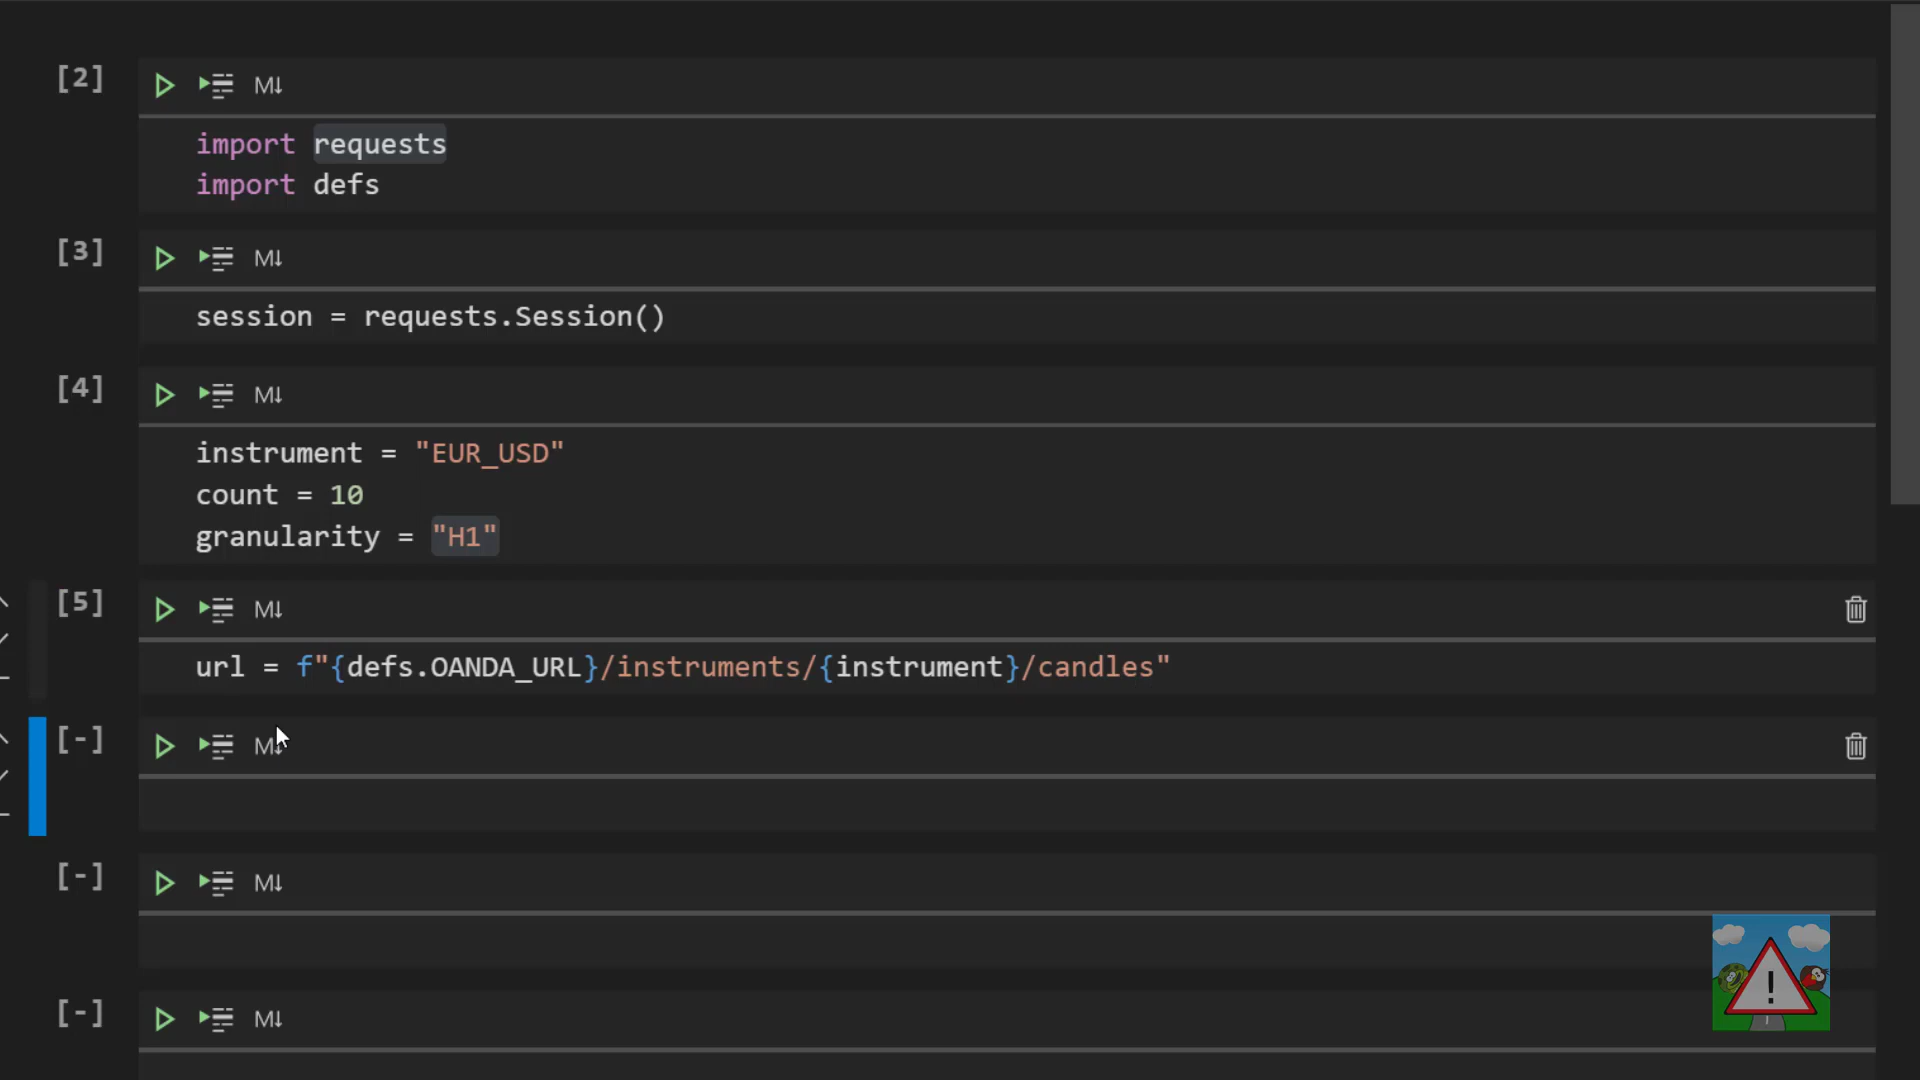 [2]
M↓
import requests
import defs
[3]
M↓
session = requests.Session()
[4]
M↓
instrument = "EUR_USD"
count = 10
granularity = "H1"
[5]
M↓
url = f"{defs.OANDA_URL}/instruments/{instrument}/candles"
[-]
M↓
[-]
M↓
[-]
M↓
!